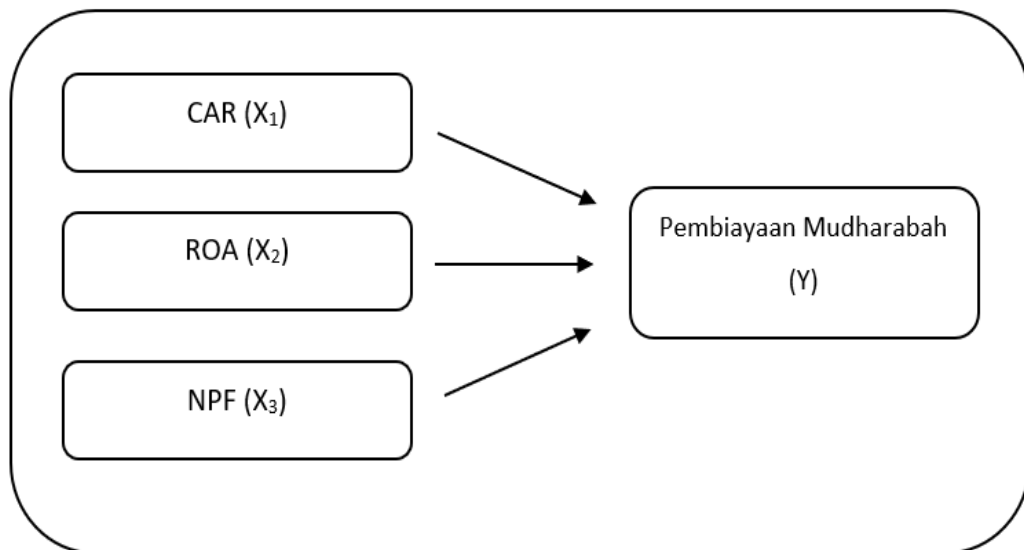 CAR (X₁)
ROA (X₂)
NPF (X₃)
Pembiayaan Mudharabah
(Y)